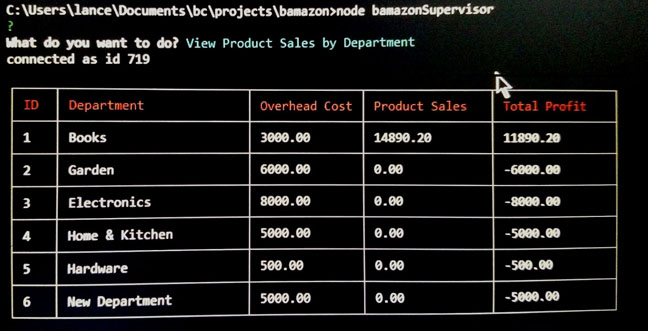 C:\Users\lance\Documents\bc\projects\bamazon>node bamazonSupervisor
?
What do you want to do? View Product Sales by Department
connected as id 719
ID Department Overhead Cost Product Sales Total Profit
1 Books 3000.00 14890.20 11890.20
2 Garden 6000.00 0.00 -6000.00
3 Electronics 8000.00 0.00 -8000.00
4 Home & Kitchen 5000.00 0.00 -5000.00
5 Hardware 500.00 0.00 -500.00
6 New Department 5000.00 0.00 -5000.00